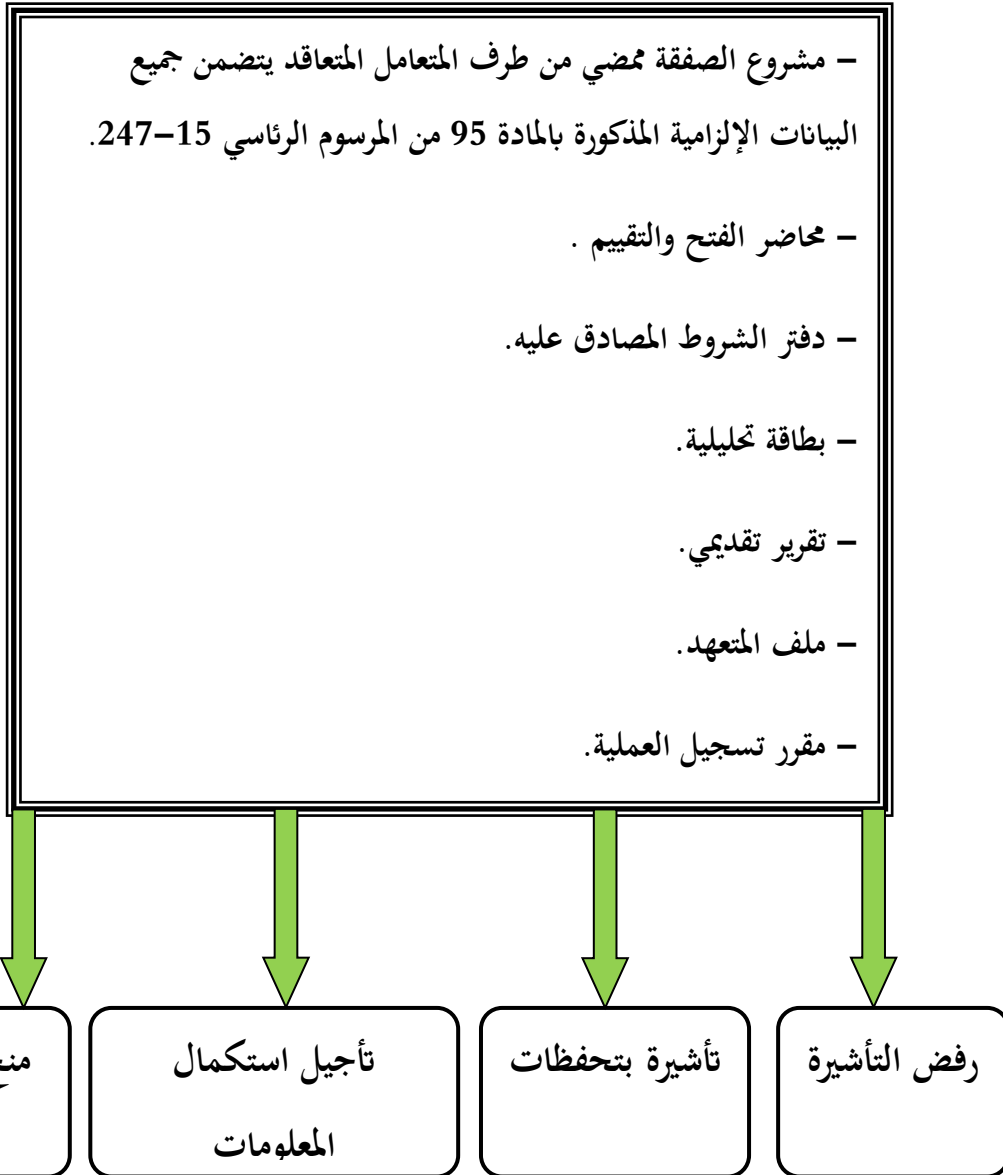 – مشروع الصفقة ممضي من طرف المتعامل المتعاقد يتضمن جميع
البيانات الإلزامية المذكورة بالمادة 95 من المرسوم الرئاسي 15–247.
– محاضر الفتح والتقييم .
– دفتر الشروط المصادق عليه.
– بطاقة تحليلية.
– تقرير تقديمي.
– ملف المتعهد.
– مقرر تسجيل العملية.
رفض التأشيرة
تأشيرة بتحفظات
تأجيل استكمال
المعلومات